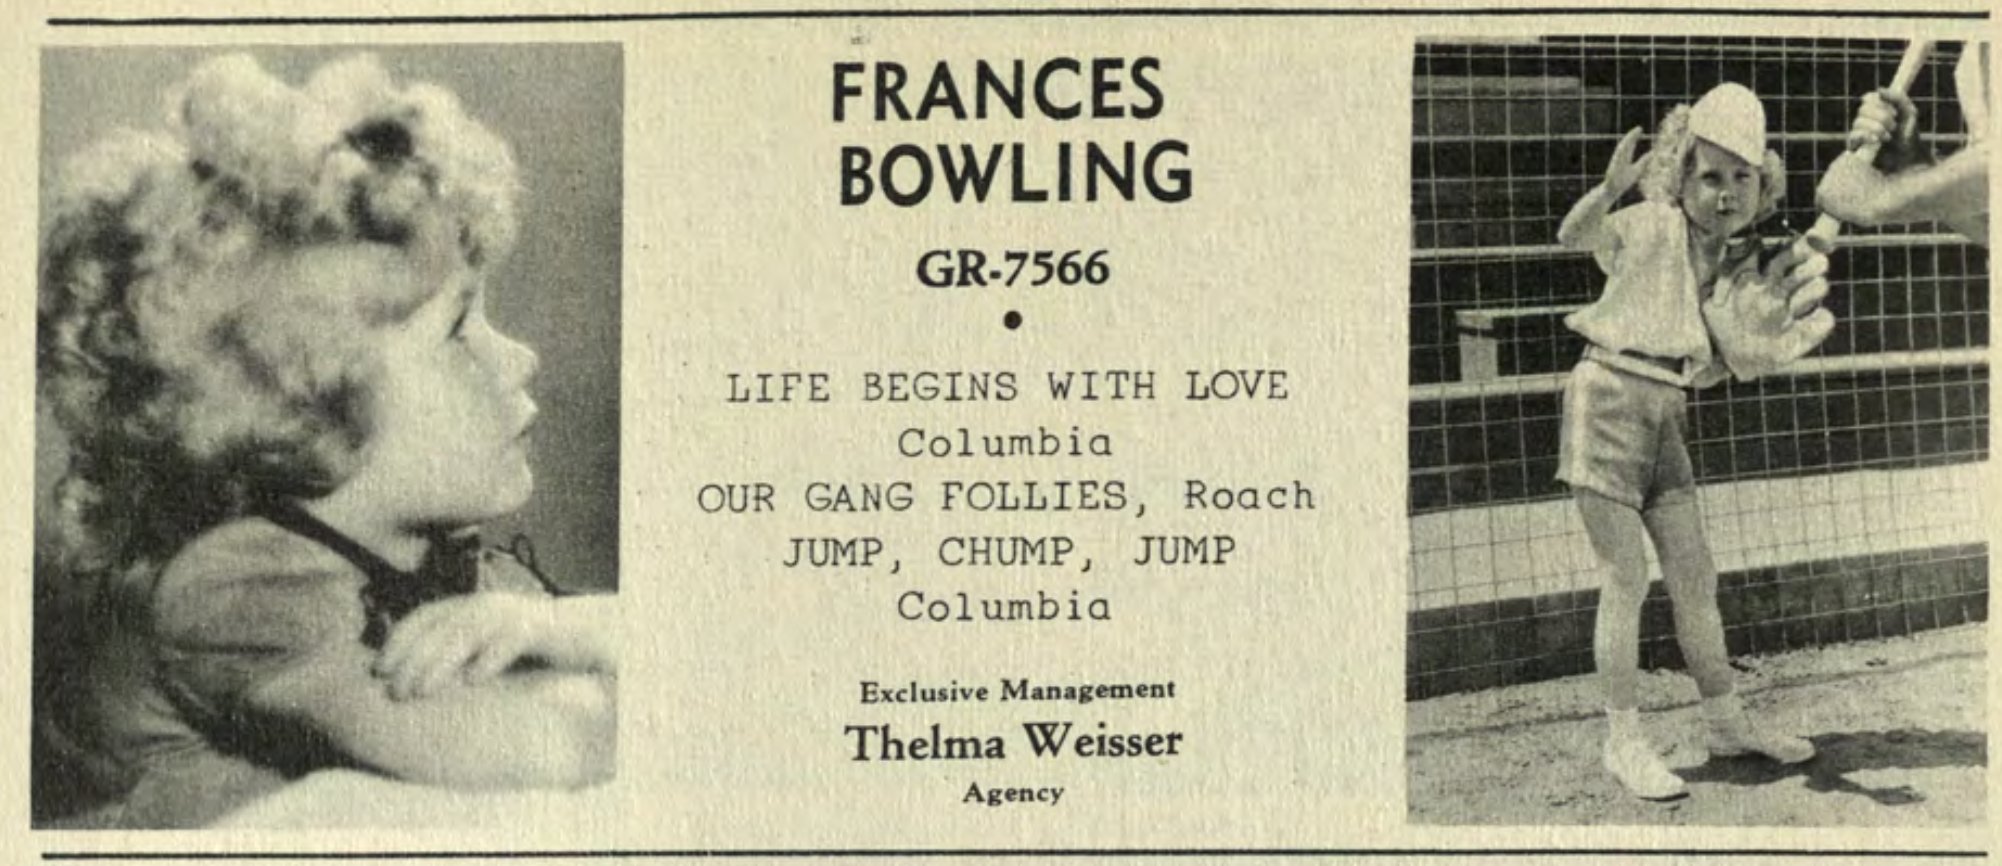 FRANCES
BOWLING
GR-7566
LIFE BEGINS WITH LOVE
Columbia
OUR GANG FOLLIES, Roach
JUMP, CHUMP, JUMP
Columbia
Exclusive Management
Thelma Weisser
Agency